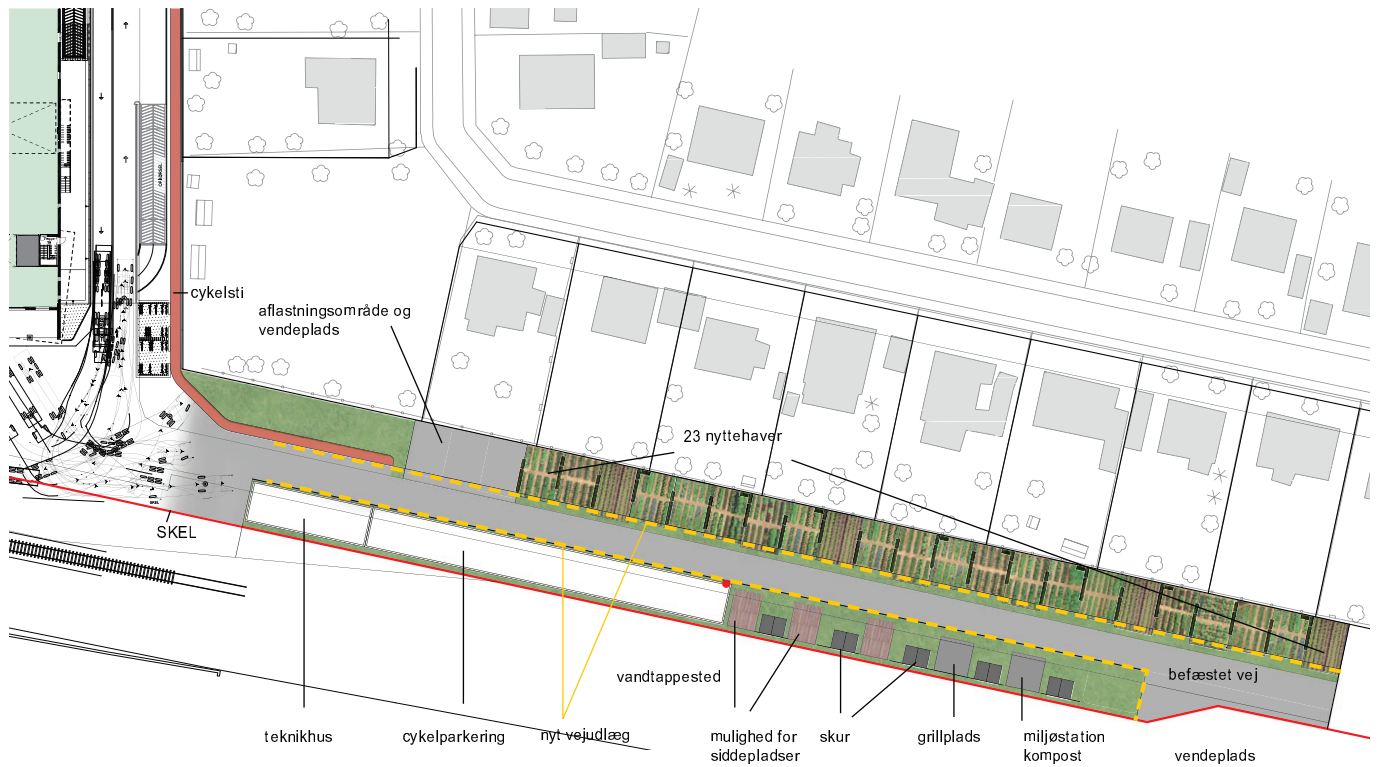 cykelsti
aflastningsområde og
vendeplads
23 nyttehaver
SKEL
befæstet vej
vandtappested
teknikhus
cykelparkering
nyt vejudlæg
mulighed for
siddepladser
skur
grillplads
miljøstation
kompost
vendeplads